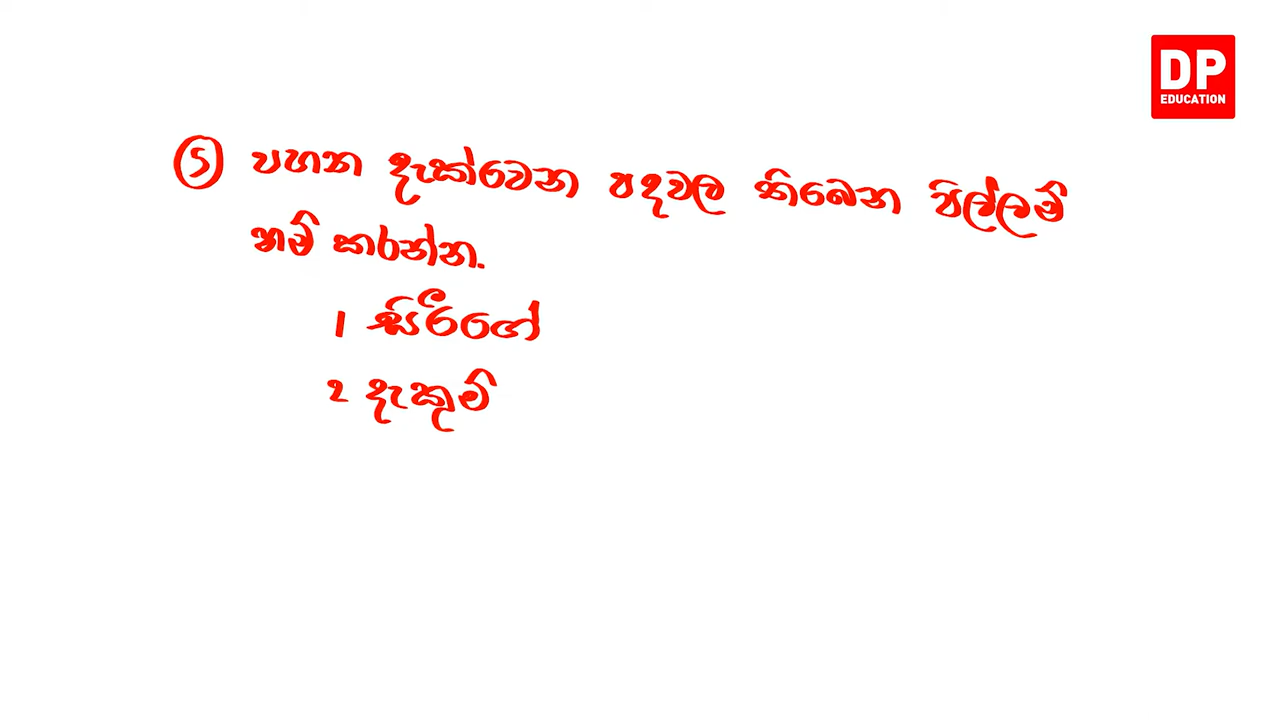 DP
EDUCATION
5 පහත දැක්වෙන පදවල තිබෙන පිල්ලම්
නම් කරන්න.
1 සිරීගේ
2 දැකුම්